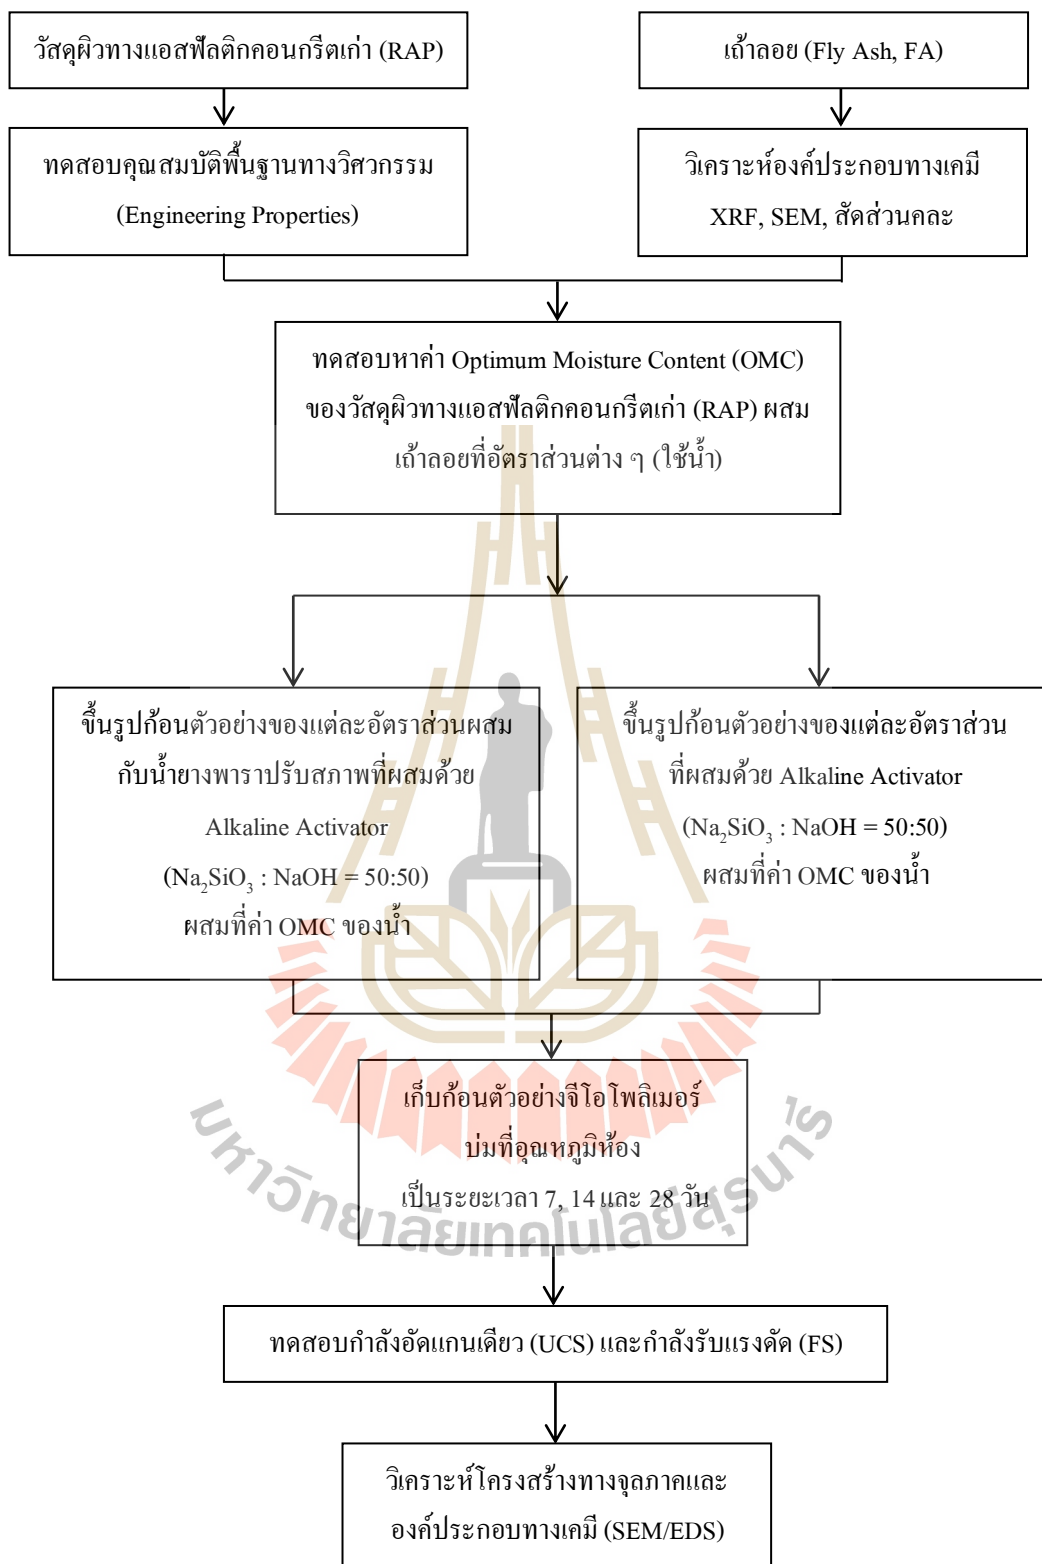 วัสดุผิวทางแอสฟัลติกคอนกรีตเก่า (RAP)
เถ้าลอย (Fly Ash, FA)
ทดสอบคุณสมบัติพื้นฐานทางวิศวกรรม
(Engineering Properties)
วิเคราะห์องค์ประกอบทางเคมี
XRF, SEM, สัดส่วนคละ
ทดสอบหาค่า Optimum Moisture Content (OMC)
ของวัสดุผิวทางแอสฟัลติกคอนกรีตเก่า (RAP) ผสม
เถ้าลอยที่อัตราส่วนต่าง ๆ (ใช้น้ำ)
ขึ้นรูปก้อนตัวอย่างของแต่ละอัตราส่วนผสม
กับน้ำยางพาราปรับสภาพที่ผสมด้วย
Alkaline Activator
(Na₂SiO₃ : NaOH = 50:50)
ผสมที่ค่า OMC ของน้ำ
ขึ้นรูปก้อนตัวอย่างของแต่ละอัตราส่วน
ที่ผสมด้วย Alkaline Activator
(Na₂SiO₃ : NaOH = 50:50)
ผสมที่ค่า OMC ของน้ำ
เก็บก้อนตัวอย่างจีโอโพลิเมอร์
บ่มที่อุณหภูมิห้อง
เป็นระยะเวลา 7, 14 และ 28 วัน
มหาวิทยาลัยเทคโนโลยีสุรนารี
ทดสอบกำลังอัดแกนเดียว (UCS) และกำลังรับแรงดัด (FS)
วิเคราะห์โครงสร้างทางจุลภาคและ
องค์ประกอบทางเคมี (SEM/EDS)